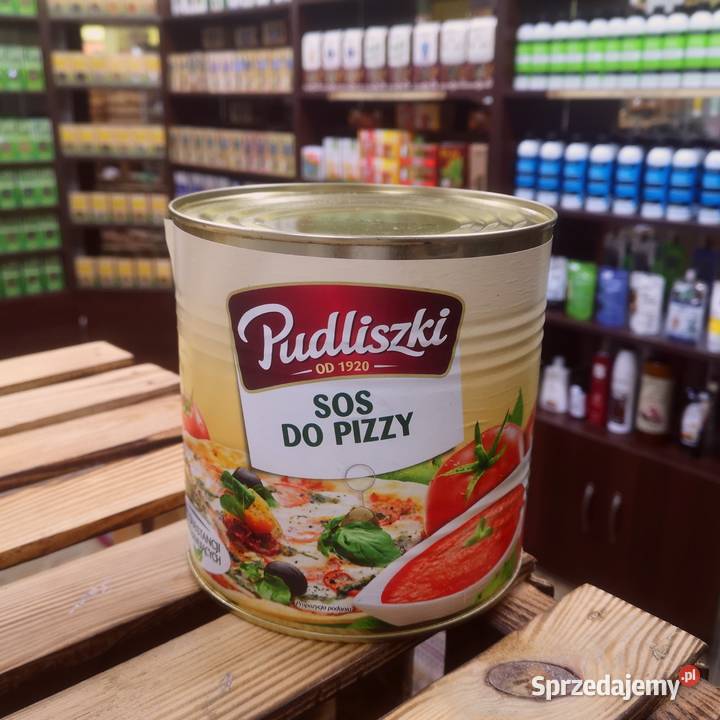 Pudliszki
OD 1920
SOS
DO PIZZY
Propozycja podania
Sprzedajemy.pl